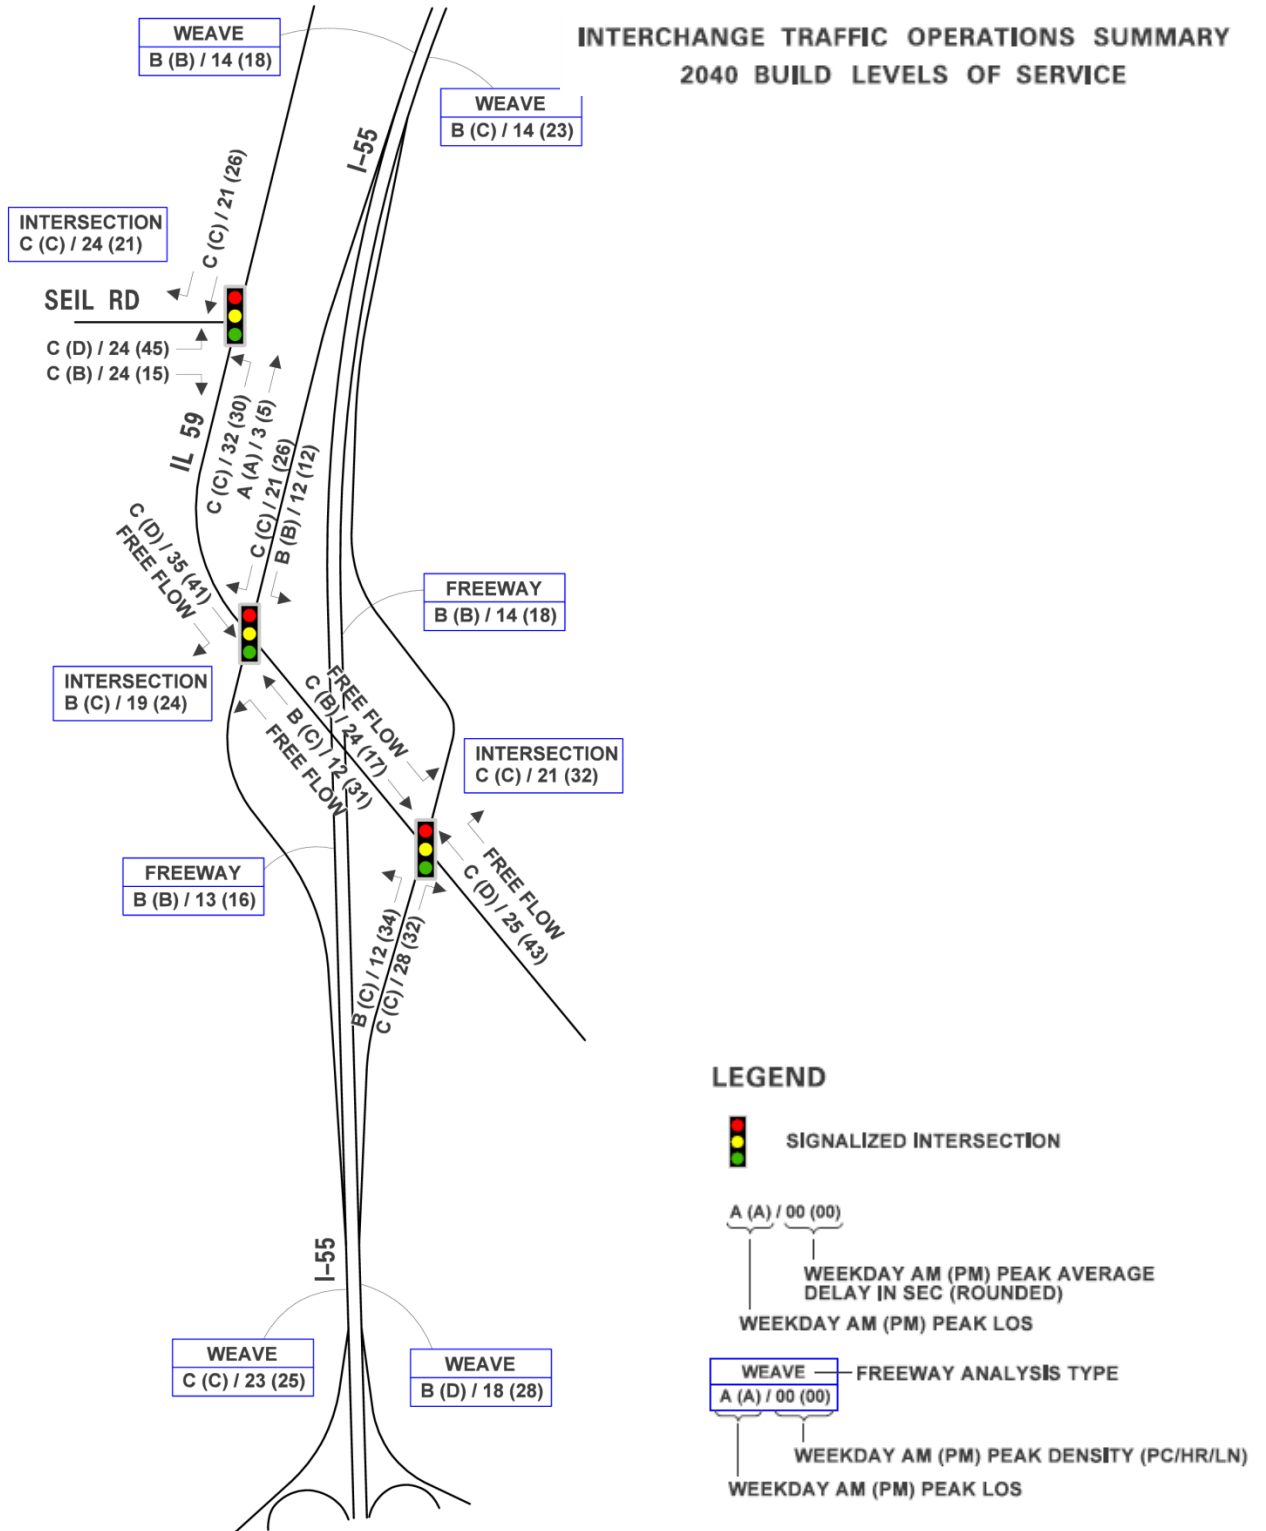 INTERCHANGE TRAFFIC OPERATIONS SUMMARY
2040 BUILD LEVELS OF SERVICE
WEAVE
B (B) / 14 (18)
WEAVE
B (C) / 14 (23)
I-55
C (C) / 21 (26)
INTERSECTION
C (C) / 24 (21)
SEIL RD
C (D) / 24 (45)
C (B) / 24 (15)
IL 59
C (C) / 32 (30)
A (A) / 3 (5)
C (C) / 21 (26)
B (B) / 12 (12)
C (D) / 35 (41)
FREE FLOW
FREEWAY
B (B) / 14 (18)
INTERSECTION
B (C) / 19 (24)
FREE FLOW
C (B) / 24 (17)
B (C) / 12 (31)
FREE FLOW
INTERSECTION
C (C) / 21 (32)
FREEWAY
B (B) / 13 (16)
FREE FLOW
C (D) / 25 (43)
B (C) / 12 (34)
C (C) / 28 (32)
I-55
WEAVE
C (C) / 23 (25)
WEAVE
B (D) / 18 (28)
LEGEND
SIGNALIZED INTERSECTION
A (A) / 00 (00)
WEEKDAY AM (PM) PEAK AVERAGE
DELAY IN SEC (ROUNDED)
WEEKDAY AM (PM) PEAK LOS
WEAVE
FREEWAY ANALYSIS TYPE
A (A) / 00 (00)
WEEKDAY AM (PM) PEAK DENSITY (PC/HR/LN)
WEEKDAY AM (PM) PEAK LOS